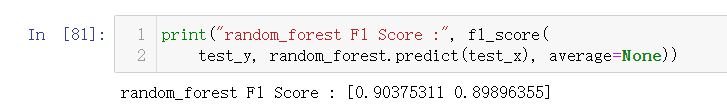 In [81]:
1 print("random_forest F1 Score :", f1_score(
2 test_y, random_forest.predict(test_x), average=None))
random_forest F1 Score : [0.90375311 0.89896355]